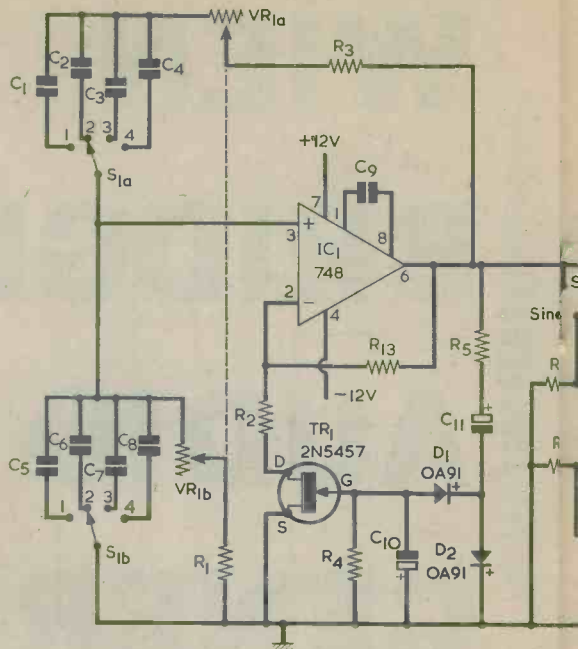 VR1a
R3
C1
C2
C3
C4
1
2
3
4
S1a
+12V
7
1
C9
8
3
+
IC1
748
6
2
−
4
−12V
R13
R5
Sine
S
R
R
R2
TR1
2N5457
D
G
S
C11
D1
OA91
+
+
C5
C6
C7
C8
1
2
3
4
S1b
VR1b
R1
R4
C10
+
D2
OA91
+